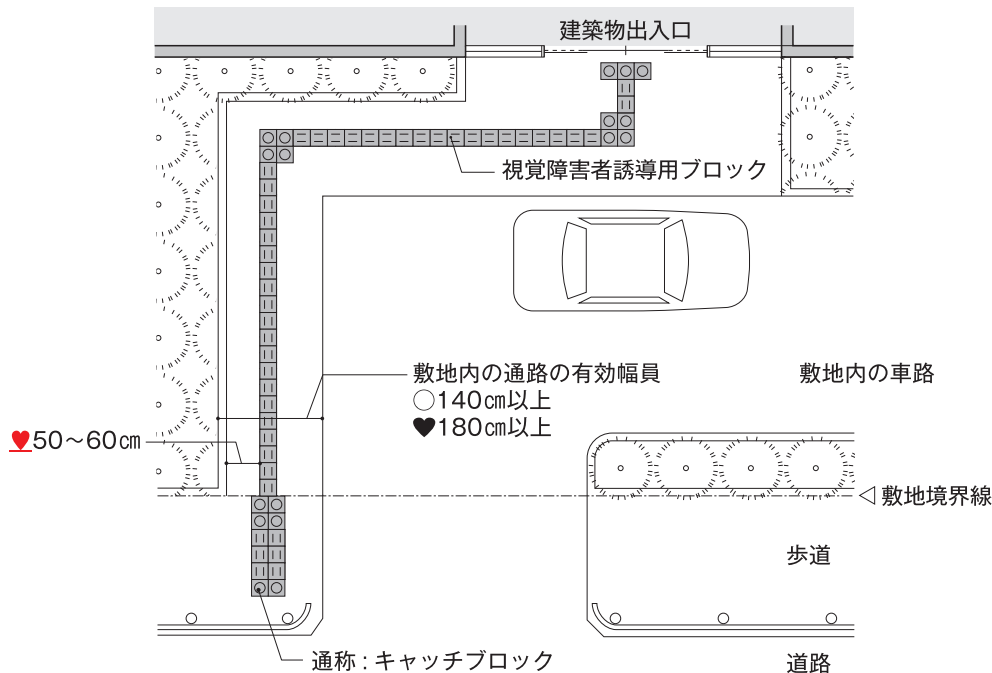 建築物出入口
視覚障害者誘導用ブロック
敷地内の通路の有効幅員
○140㎝以上
♥180㎝以上
敷地内の車路
♥50～60㎝
敷地境界線
歩道
通称：キャッチブロック
道路